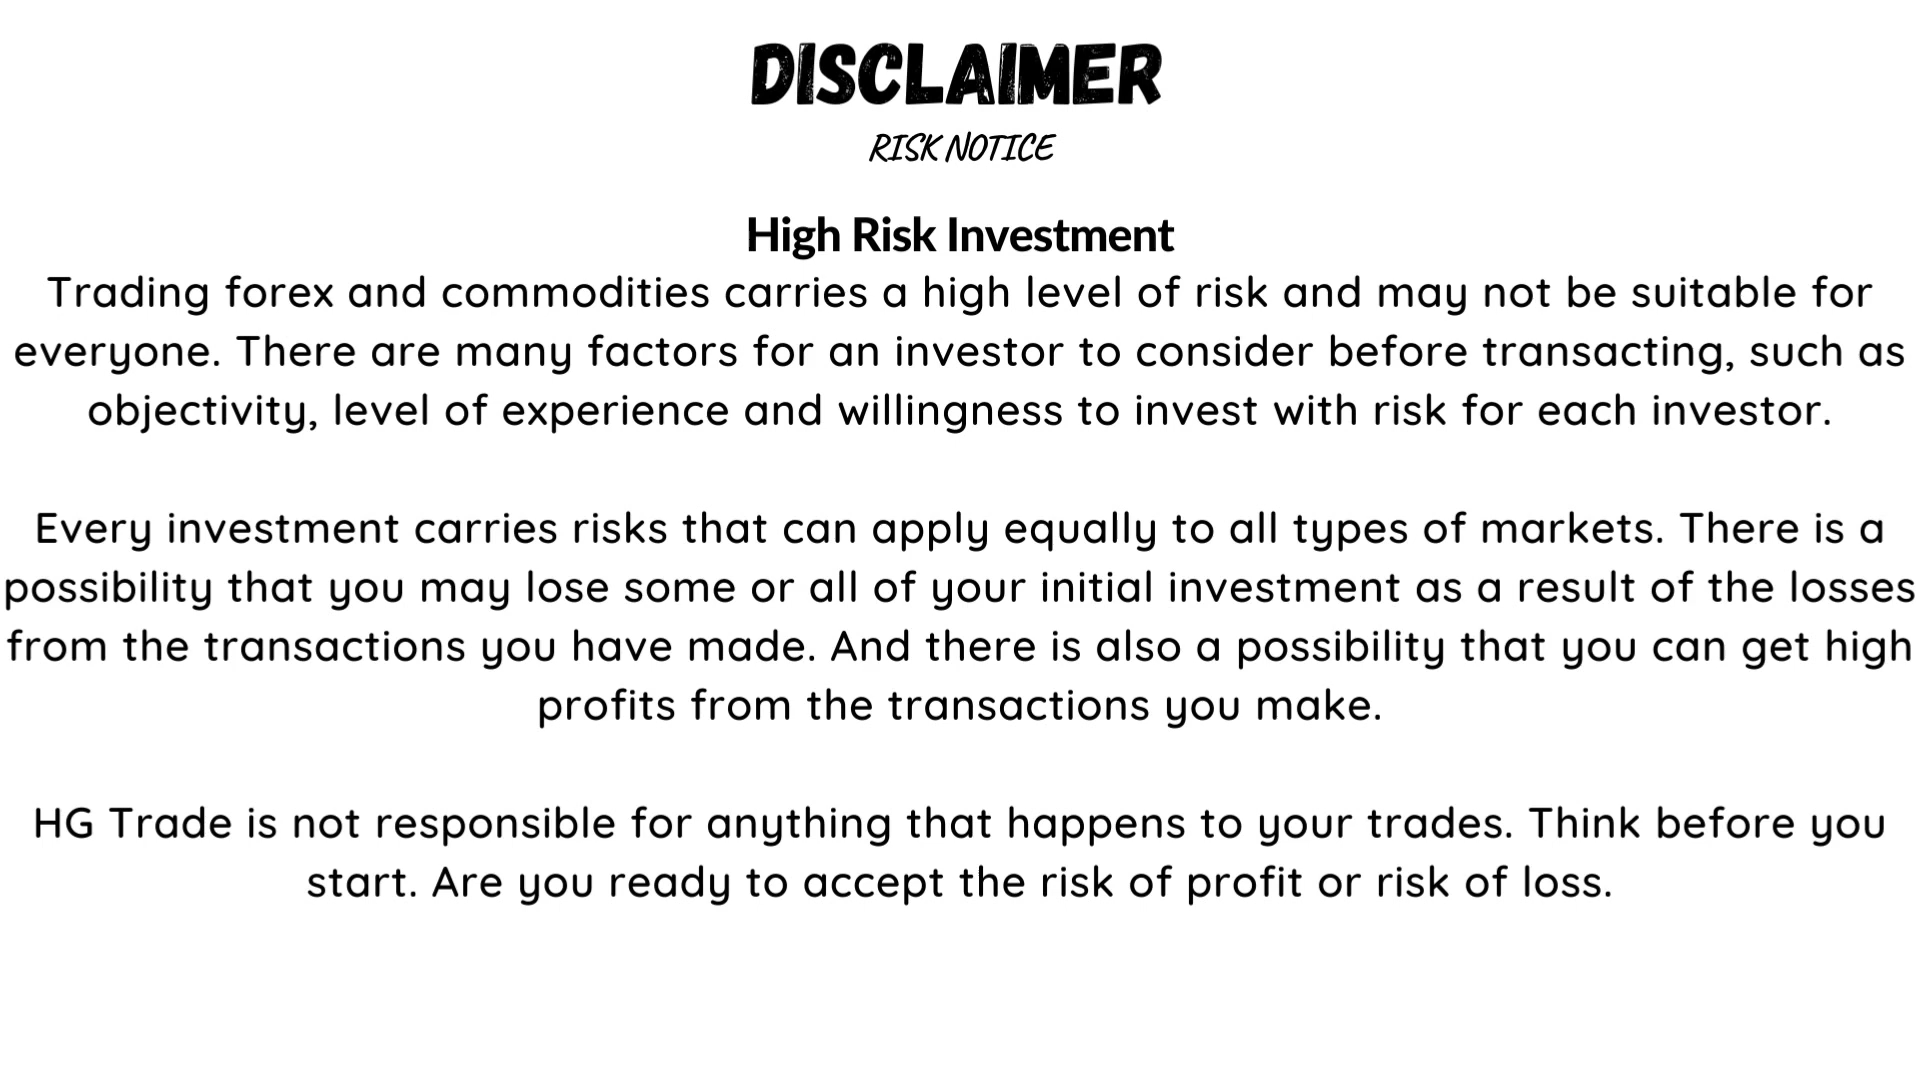 DISCLAIMER
RISK NOTICE
High Risk Investment
Trading forex and commodities carries a high level of risk and may not be suitable for
everyone. There are many factors for an investor to consider before transacting, such as
objectivity, level of experience and willingness to invest with risk for each investor.
Every investment carries risks that can apply equally to all types of markets. There is a
possibility that you may lose some or all of your initial investment as a result of the losses
from the transactions you have made. And there is also a possibility that you can get high
profits from the transactions you make.
HG Trade is not responsible for anything that happens to your trades. Think before you
start. Are you ready to accept the risk of profit or risk of loss.